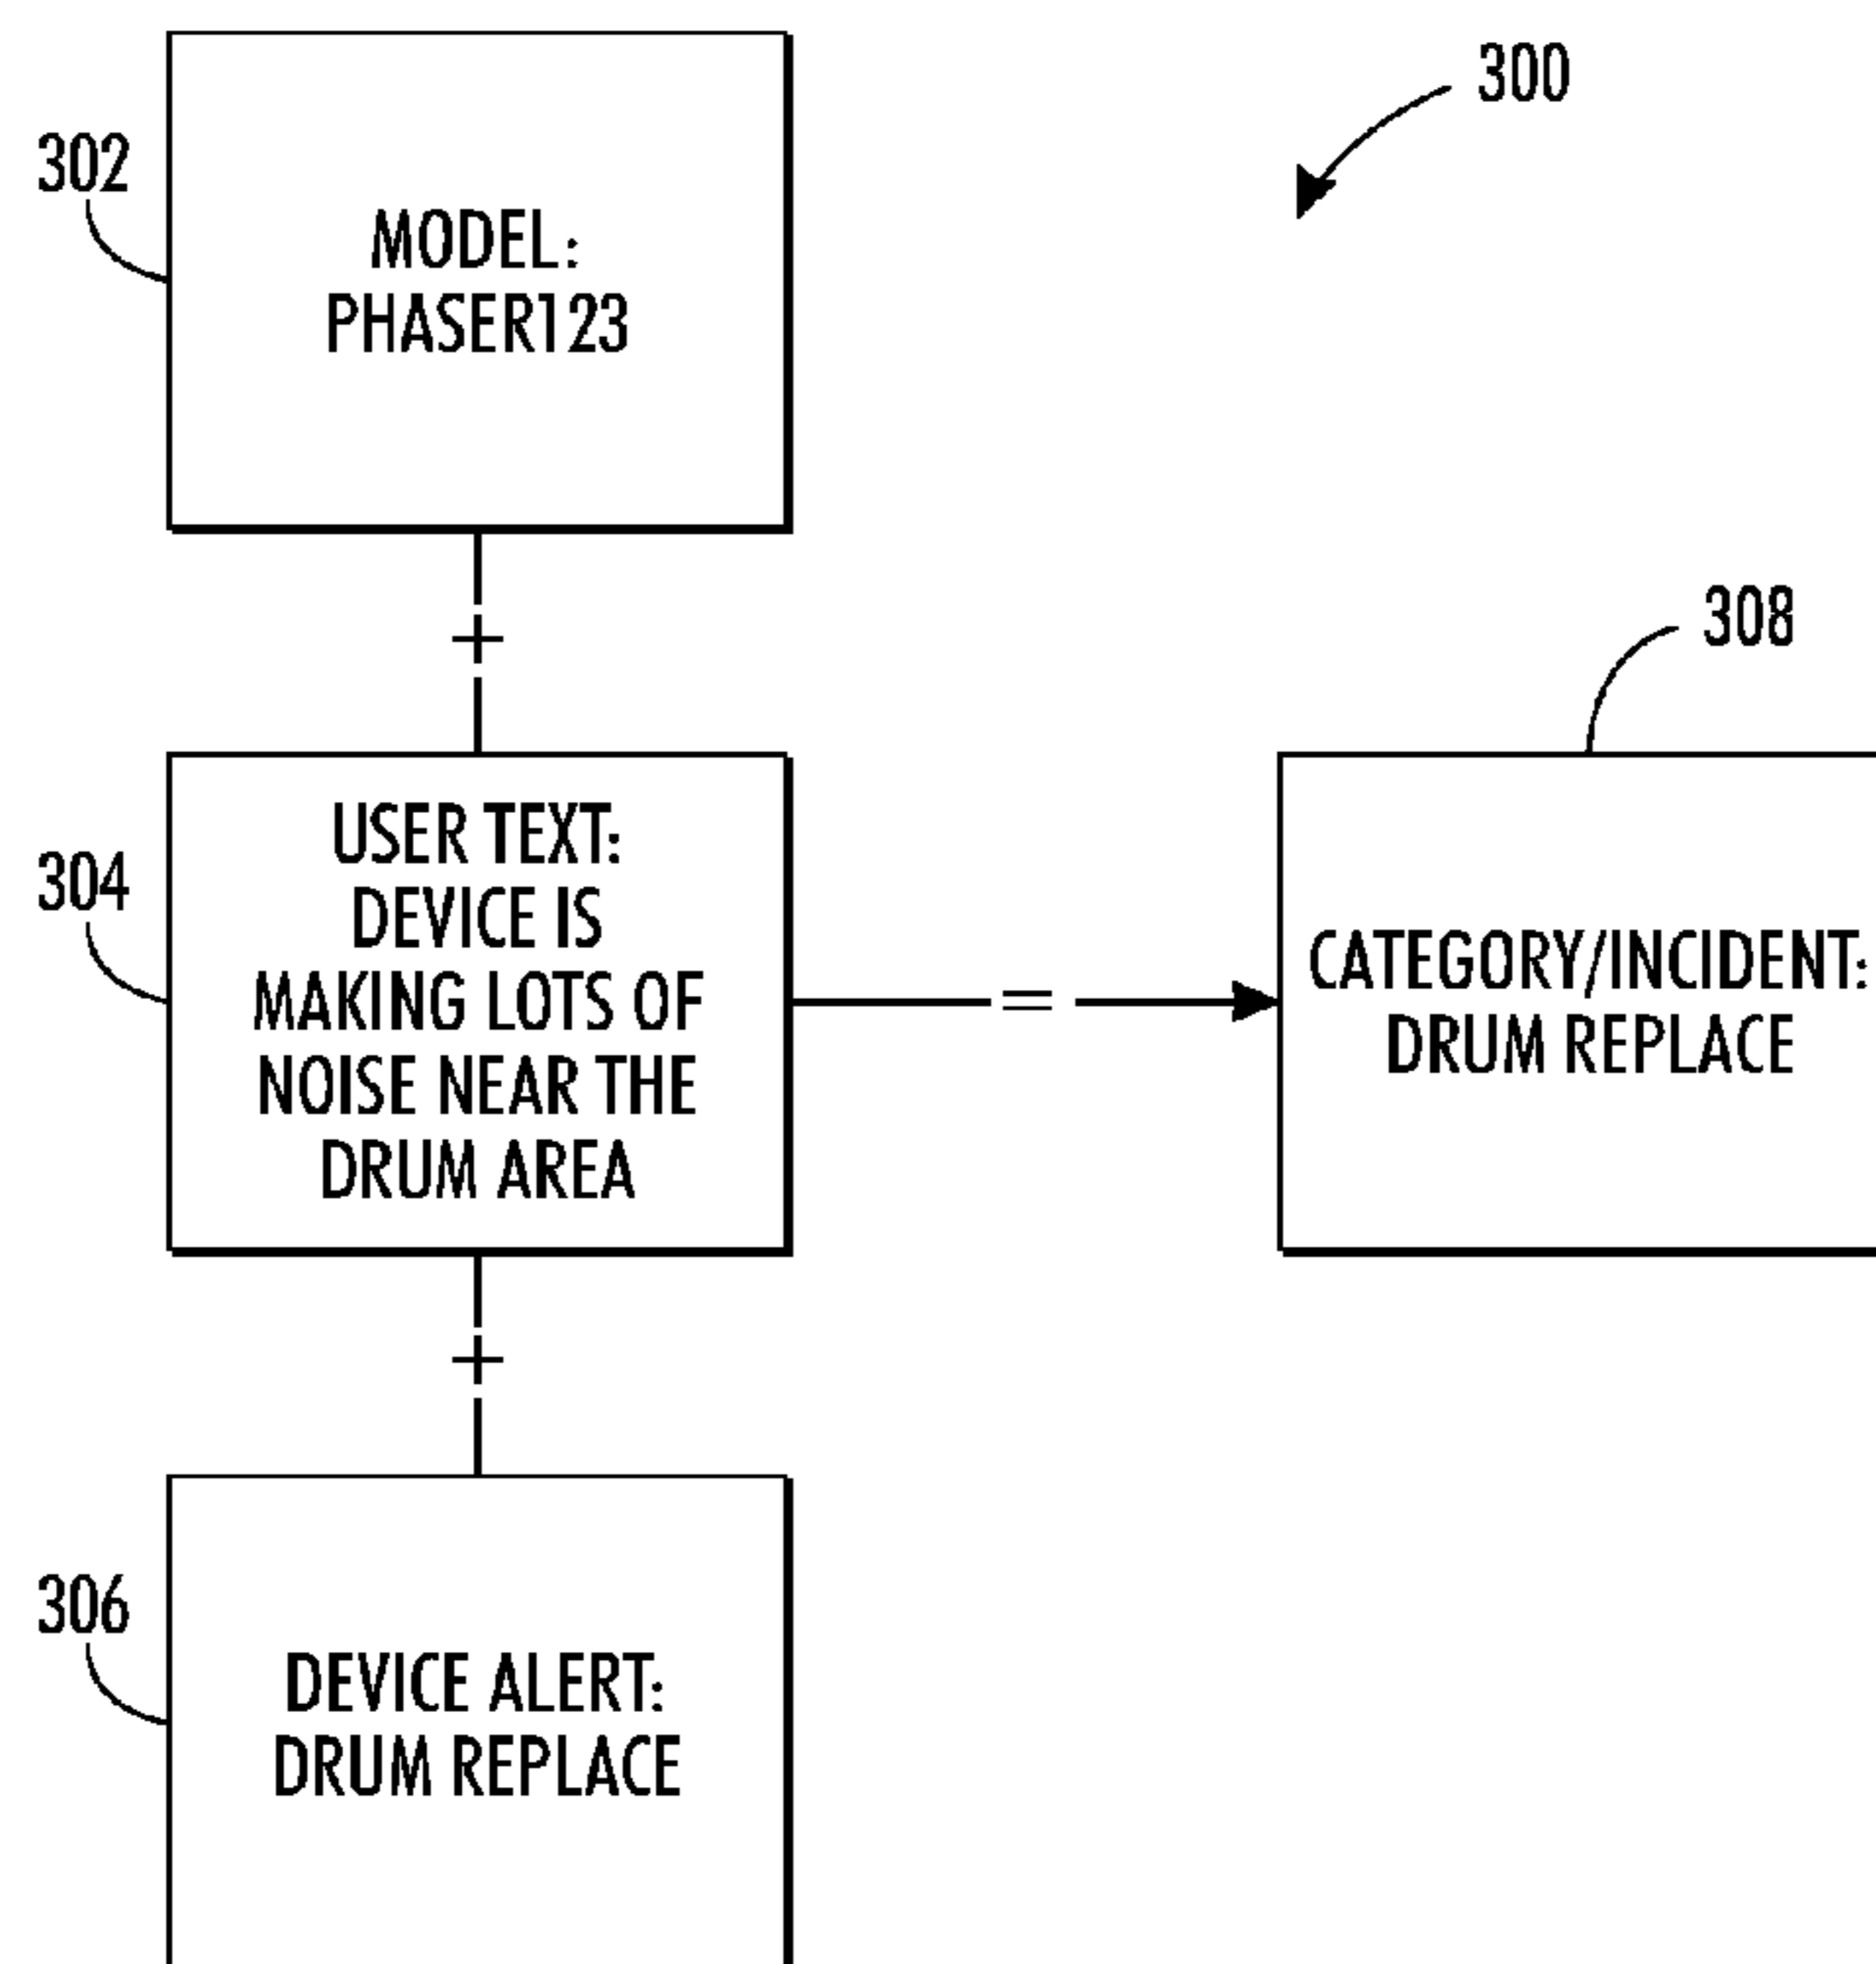 300
302
MODEL:
PHASER123
+
308
304
USER TEXT:
DEVICE IS
MAKING LOTS OF
NOISE NEAR THE
DRUM AREA
=
CATEGORY/INCIDENT:
DRUM REPLACE
+
306
DEVICE ALERT:
DRUM REPLACE